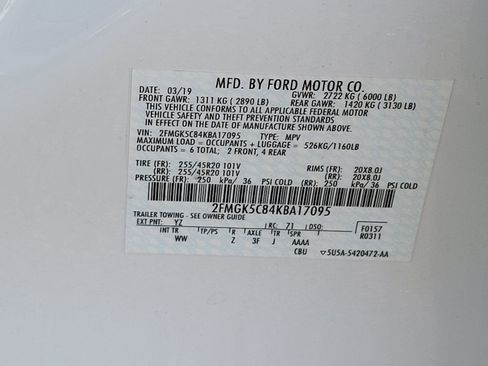 MFD. BY FORD MOTOR CO.
DATE: 03/19 GVWR: 2722 KG ( 6000 LB)
FRONT GAWR: 1311 KG ( 2890 LB) REAR GAWR: 1420 KG ( 3130 LB)
THIS VEHICLE CONFORMS TO ALL APPLICABLE FEDERAL MOTOR
VEHICLE SAFETY AND THEFT PREVENTION STANDARDS IN EFFECT
ON THE DATE OF MANUFACTURE SHOWN ABOVE.
VIN: 2FMGK5C84KBA17095 TYPE: MPV
MAXIMUM LOAD = OCCUPANTS + LUGGAGE = 526KG/1160LB
OCCUPANTS = 6 TOTAL; 2 FRONT, 4 REAR
TIRE (FR): 255/45R20 101V RIMS (FR): 20X8.0J
(RR): 255/45R20 101V (RR): 20X8.0J
PRESSURE (FR): 250 kPa/ 36 PSI COLD (RR): 250 kPa/ 36 PSI COLD
2FMGK5C84KBA17095
TRAILER TOWING - SEE OWNER GUIDE
EXT PNT: YZ RC: 71 DSO: F0157
INT TR TP/PS R AXLE TR SPR R0311
WW Z 3F J AAAA
CBU ▽5U5A-5420472-AA